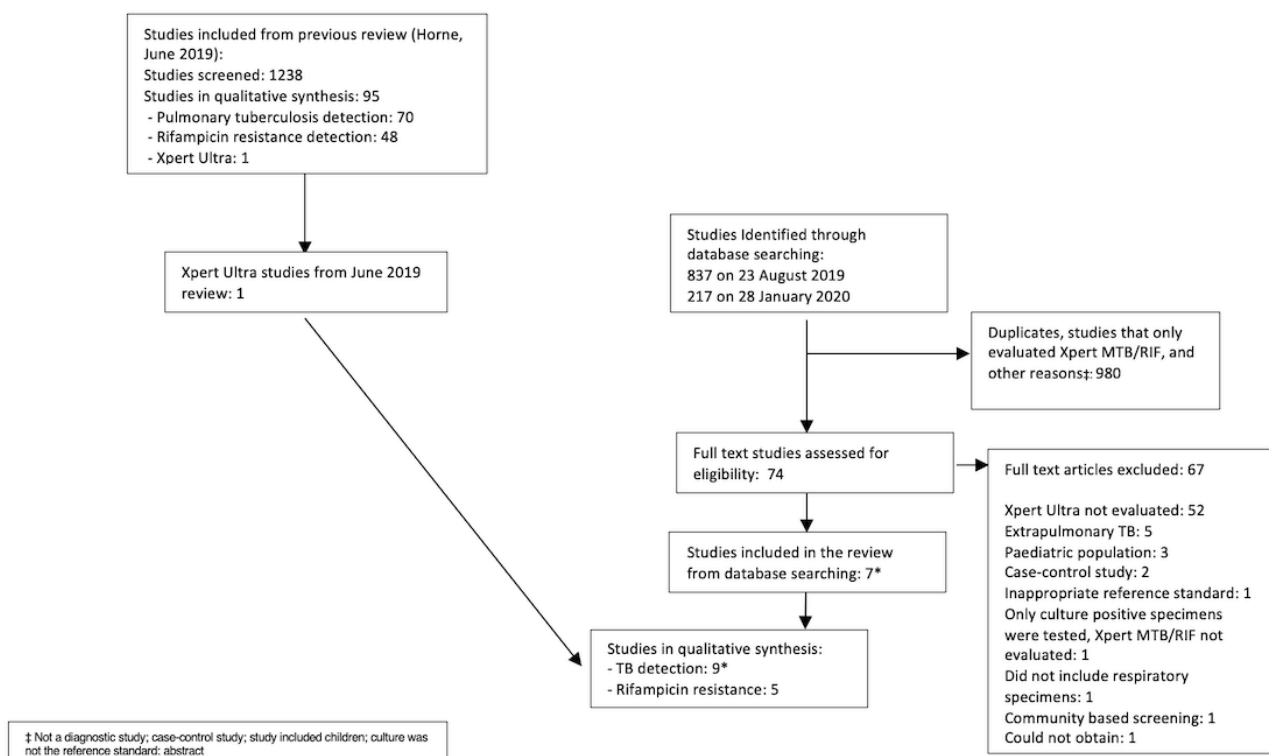 Studies included from previous review (Horne,
June 2019):
Studies screened: 1238
Studies in qualitative synthesis: 95
- Pulmonary tuberculosis detection: 70
- Rifampicin resistance detection: 48
- Xpert Ultra: 1
Xpert Ultra studies from June 2019
review: 1
Studies Identified through
database searching:
837 on 23 August 2019
217 on 28 January 2020
Duplicates, studies that only
evaluated Xpert MTB/RIF, and
other reasons‡: 980
Full text studies assessed for
eligibility: 74
Full text articles excluded: 67
Xpert Ultra not evaluated: 52
Extrapulmonary TB: 5
Paediatric population: 3
Case-control study: 2
Inappropriate reference standard: 1
Only culture positive specimens
were tested, Xpert MTB/RIF not
evaluated: 1
Did not include respiratory
specimens: 1
Community based screening: 1
Could not obtain: 1
Studies included in the review
from database searching: 7*
Studies in qualitative synthesis:
- TB detection: 9*
- Rifampicin resistance: 5
‡ Not a diagnostic study; case-control study; study included children; culture was
not the reference standard; abstract